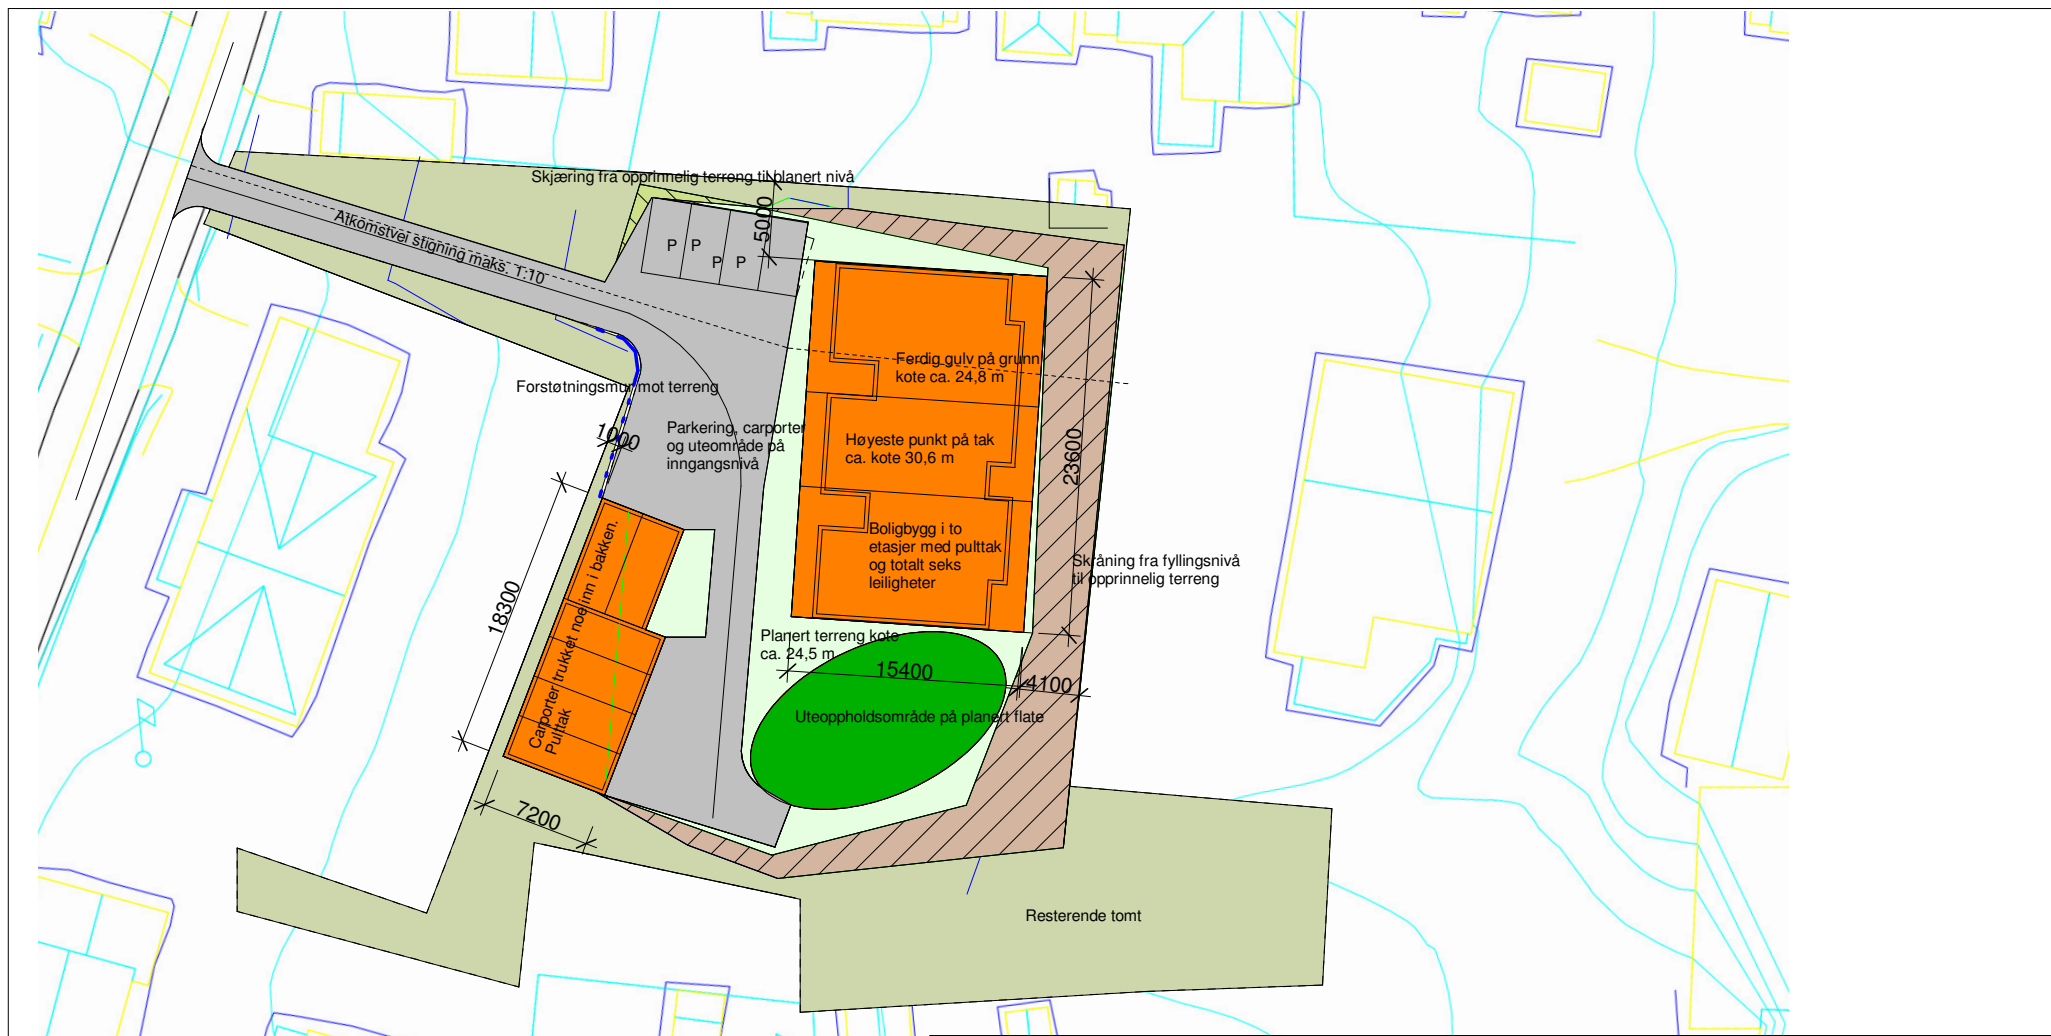 Skjæring fra opprinnelig terreng til planert nivå
Atkomstvei stigning maks. 1:10
5000
P P
P P
Ferdig gulv på grunn
kote ca. 24,8 m
Forstøtningsmur mot terreng
1000
Parkering, carporter
og uteområde på
inngangsnivå
Høyeste punkt på tak
ca. kote 30,6 m
23600
Boligbygg i to
etasjer med pulttak
og totalt seks
leiligheter
Skråning fra fyllingsnivå
til opprinnelig terreng
18300
Carporter trukket noe inn i bakken.
Pulttak
Planert terreng kote
ca. 24,5 m
15400
4100
Uteoppholdsområde på planert flate
7200
Resterende tomt